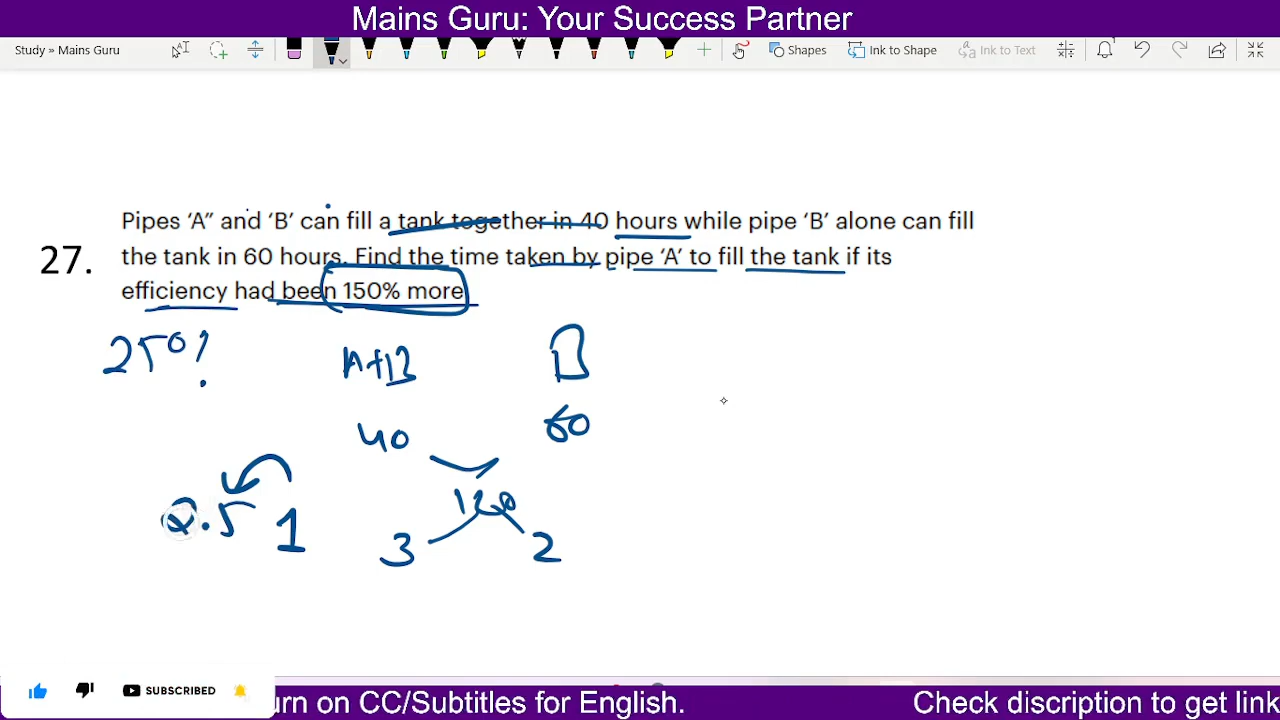 Mains Guru: Your Success Partner
Study » Mains Guru
Shapes
Ink to Shape
Ink to Text
27.
Pipes ‘A” and ‘B’ can fill a tank together in 40 hours while pipe ‘B’ alone can fill
the tank in 60 hours. Find the time taken by pipe ‘A’ to fill the tank if its
efficiency had been 150% more
250%
A+B B
40 60
120
2.5 1
3 2
SUBSCRIBED
urn on CC/Subtitles for English.
Check discription to get link